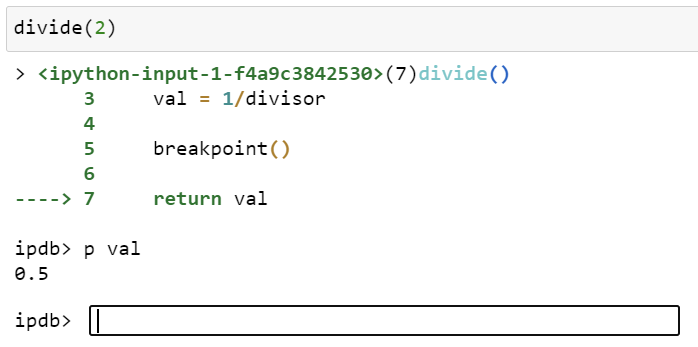 divide(2)
> <ipython-input-1-f4a9c3842530>(7)divide()
      3     val = 1/divisor
      4
      5     breakpoint()
      6
----> 7     return val
ipdb> p val
0.5
ipdb>